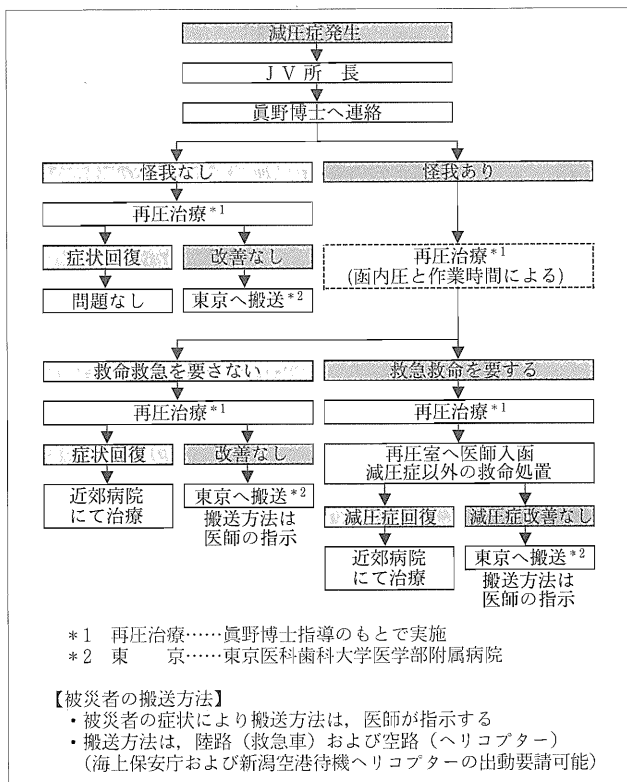 減圧症発生
JV所　長
眞野博士へ連絡
怪我なし
怪我あり
再圧治療*1
症状回復
改善なし
再圧治療*1
(函内圧と作業時間による)
問題なし
東京へ搬送*2
救命救急を要さない
救急救命を要する
再圧治療*1
再圧治療*1
症状回復
改善なし
再圧室へ医師入函
減圧症以外の救命処置
近郊病院
にて治療
東京へ搬送*2
搬送方法は
医師の指示
減圧症回復
減圧症改善なし
近郊病院
にて治療
東京へ搬送*2
搬送方法は
医師の指示
*1　再圧治療……眞野博士指導のもとで実施
*2　東　　京……東京医科歯科大学医学部附属病院
【被災者の搬送方法】
・被災者の症状により搬送方法は，医師が指示する
・搬送方法は，陸路（救急車）および空路（ヘリコプター）
（海上保安庁および新潟空港待機ヘリコプターの出動要請可能）